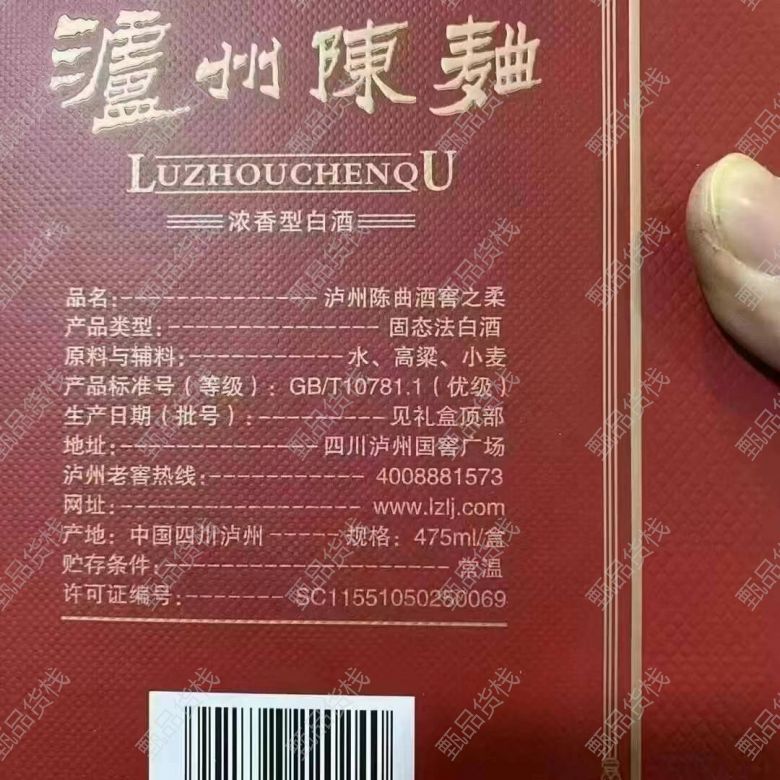 瀘州陳麯
LUZHOUCHENQU
浓香型白酒
品名:--------------泸州陈曲酒窖之柔
产品类型:---------------固态法白酒
原料与辅料:-----------水、高粱、小麦
产品标准号（等级）: GB/T10781.1（优级）
生产日期（批号）:---------见礼盒顶部
地址:--------------四川泸州国窖广场
泸州老窖热线:-----------4008881573
网址:-----------------www.lzlj.com
产地: 中国四川泸州------规格: 475ml/盒
贮存条件:--------------------常温
许可证编号:-------SC11551050250069
甄品货栈